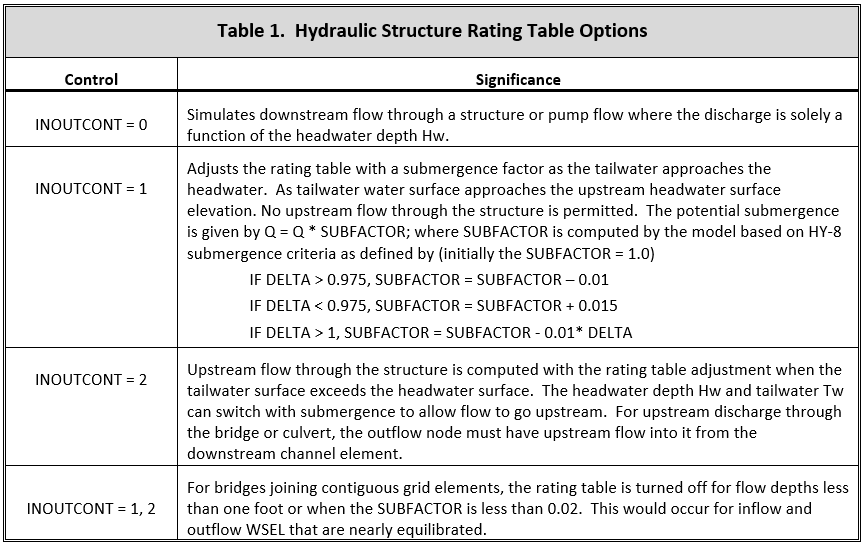 Table 1.  Hydraulic Structure Rating Table Options
Control
Significance
INOUTCONT = 0
Simulates downstream flow through a structure or pump flow where the discharge is solely a
function of the headwater depth Hw.
INOUTCONT = 1
Adjusts the rating table with a submergence factor as the tailwater approaches the
headwater.  As tailwater water surface approaches the upstream headwater surface
elevation. No upstream flow through the structure is permitted.  The potential submergence
is given by Q = Q * SUBFACTOR; where SUBFACTOR is computed by the model based on HY-8
submergence criteria as defined by (initially the SUBFACTOR = 1.0)
IF DELTA > 0.975, SUBFACTOR = SUBFACTOR – 0.01
IF DELTA < 0.975, SUBFACTOR = SUBFACTOR + 0.015
IF DELTA > 1, SUBFACTOR = SUBFACTOR - 0.01* DELTA
INOUTCONT = 2
Upstream flow through the structure is computed with the rating table adjustment when the
tailwater surface exceeds the headwater surface.  The headwater depth Hw and tailwater Tw
can switch with submergence to allow flow to go upstream.  For upstream discharge through
the bridge or culvert, the outflow node must have upstream flow into it from the
downstream channel element.
INOUTCONT = 1, 2
For bridges joining contiguous grid elements, the rating table is turned off for flow depths less
than one foot or when the SUBFACTOR is less than 0.02.  This would occur for inflow and
outflow WSEL that are nearly equilibrated.